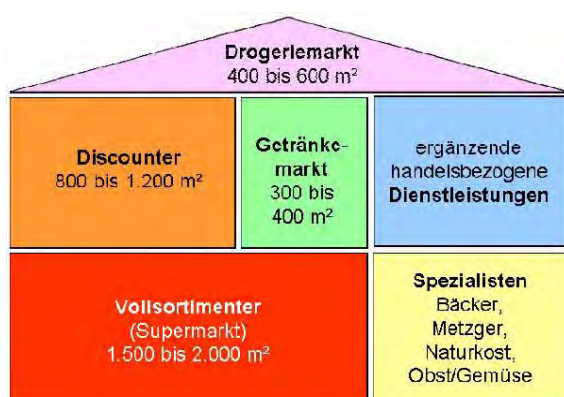 Drogeriemarkt
400 bis 600 m²
Discounter
800 bis 1.200 m²
Getränke-
markt
300 bis
400 m²
ergänzende
handelsbezogene
Dienstleistungen
Vollsortimenter
(Supermarkt)
1.500 bis 2.000 m²
Spezialisten
Bäcker,
Metzger,
Naturkost,
Obst/Gemüse